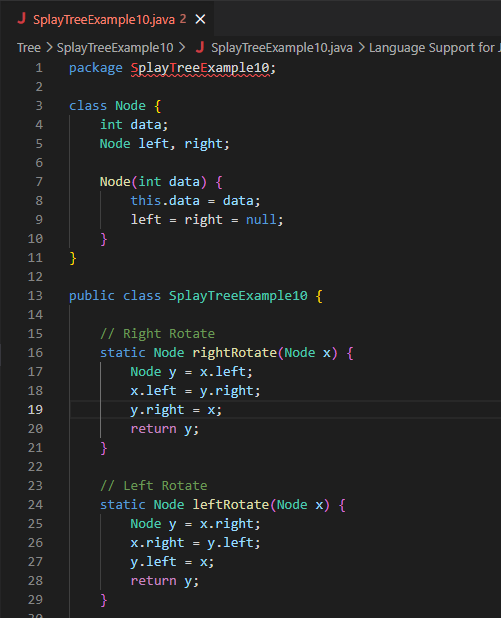 SplayTreeExample10.java 2
Tree > SplayTreeExample10 > SplayTreeExample10.java > Language Support for J
1 package SplayTreeExample10;
2
3 class Node {
4 int data;
5 Node left, right;
6
7 Node(int data) {
8 this.data = data;
9 left = right = null;
10 }
11 }
12
13 public class SplayTreeExample10 {
14
15 // Right Rotate
16 static Node rightRotate(Node x) {
17 Node y = x.left;
18 x.left = y.right;
19 y.right = x;
20 return y;
21 }
22
23 // Left Rotate
24 static Node leftRotate(Node x) {
25 Node y = x.right;
26 x.right = y.left;
27 y.left = x;
28 return y;
29 }